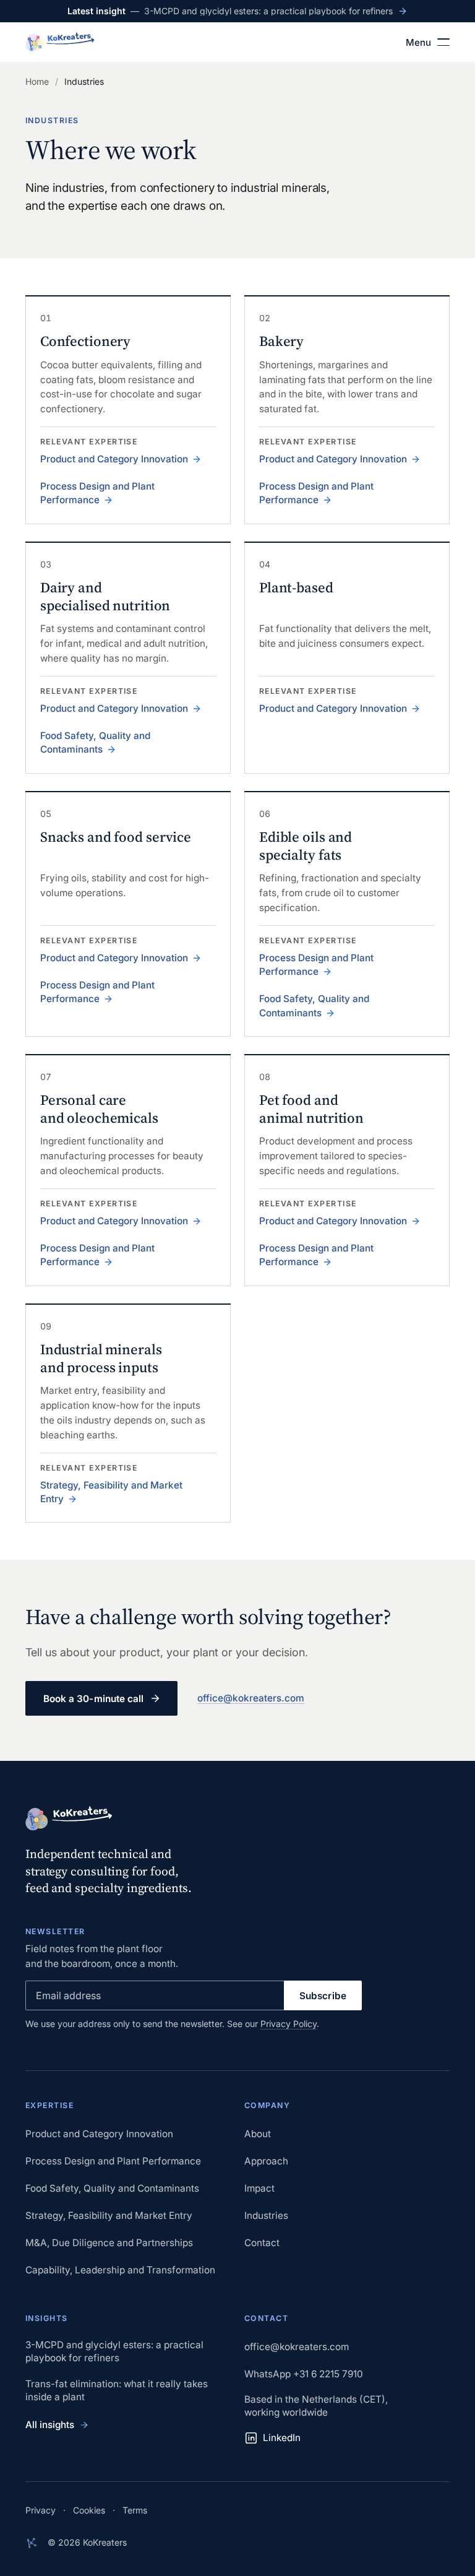 Latest insight — 3-MCPD and glycidyl esters: a practical playbook for refiners →
KoKreaters
Menu
Home / Industries
INDUSTRIES
Where we work
Nine industries, from confectionery to industrial minerals,
and the expertise each one draws on.
01
Confectionery
Cocoa butter equivalents, filling and
coating fats, bloom resistance and
cost-in-use for chocolate and sugar
confectionery.
RELEVANT EXPERTISE
Product and Category Innovation →
Process Design and Plant
Performance →
02
Bakery
Shortenings, margarines and
laminating fats that perform on the line
and in the bite, with lower trans and
saturated fat.
RELEVANT EXPERTISE
Product and Category Innovation →
Process Design and Plant
Performance →
03
Dairy and
specialised nutrition
Fat systems and contaminant control
for infant, medical and adult nutrition,
where quality has no margin.
RELEVANT EXPERTISE
Product and Category Innovation →
Food Safety, Quality and
Contaminants →
04
Plant-based
Fat functionality that delivers the melt,
bite and juiciness consumers expect.
RELEVANT EXPERTISE
Product and Category Innovation →
05
Snacks and food service
Frying oils, stability and cost for high-
volume operations.
RELEVANT EXPERTISE
Product and Category Innovation →
Process Design and Plant
Performance →
06
Edible oils and
specialty fats
Refining, fractionation and specialty
fats, from crude oil to customer
specification.
RELEVANT EXPERTISE
Process Design and Plant
Performance →
Food Safety, Quality and
Contaminants →
07
Personal care
and oleochemicals
Ingredient functionality and
manufacturing processes for beauty
and oleochemical products.
RELEVANT EXPERTISE
Product and Category Innovation →
Process Design and Plant
Performance →
08
Pet food and
animal nutrition
Product development and process
improvement tailored to species-
specific needs and regulations.
RELEVANT EXPERTISE
Product and Category Innovation →
Process Design and Plant
Performance →
09
Industrial minerals
and process inputs
Market entry, feasibility and
application know-how for the inputs
the oils industry depends on, such as
bleaching earths.
RELEVANT EXPERTISE
Strategy, Feasibility and Market
Entry →
Have a challenge worth solving together?
Tell us about your product, your plant or your decision.
Book a 30-minute call →
office@kokreaters.com
KoKreaters
Independent technical and
strategy consulting for food,
feed and specialty ingredients.
NEWSLETTER
Field notes from the plant floor
and the boardroom, once a month.
Email address
Subscribe
We use your address only to send the newsletter. See our Privacy Policy.
EXPERTISE
Product and Category Innovation
Process Design and Plant Performance
Food Safety, Quality and Contaminants
Strategy, Feasibility and Market Entry
M&A, Due Diligence and Partnerships
Capability, Leadership and Transformation
COMPANY
About
Approach
Impact
Industries
Contact
INSIGHTS
3-MCPD and glycidyl esters: a practical
playbook for refiners
Trans-fat elimination: what it really takes
inside a plant
All insights →
CONTACT
office@kokreaters.com
WhatsApp +31 6 2215 7910
Based in the Netherlands (CET),
working worldwide
LinkedIn
Privacy · Cookies · Terms
© 2026 KoKreaters